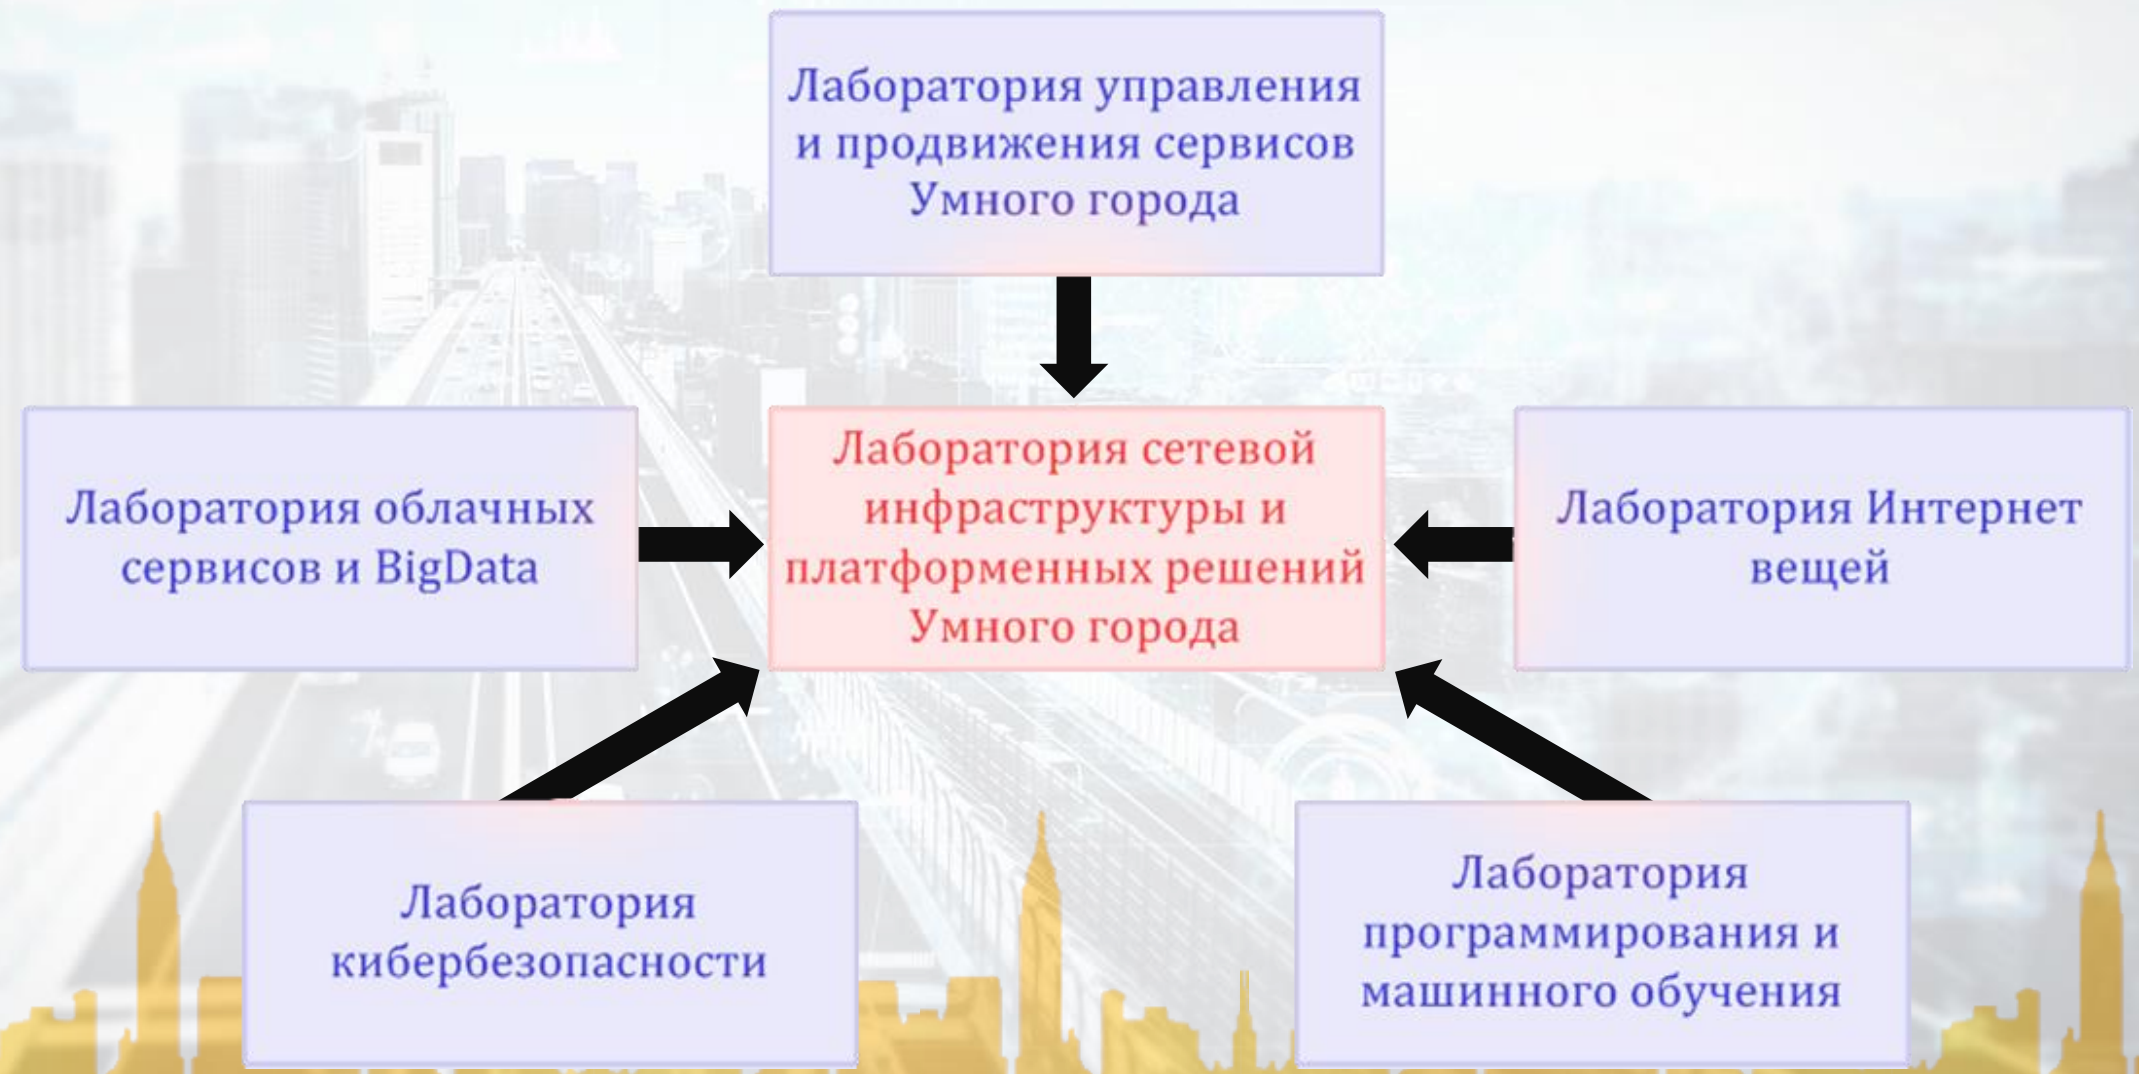 Лаборатория управления
и продвижения сервисов
Умного города
Лаборатория облачных
сервисов и BigData
Лаборатория сетевой
инфраструктуры и
платформенных решений
Умного города
Лаборатория Интернет
вещей
Лаборатория
кибербезопасности
Лаборатория
программирования и
машинного обучения